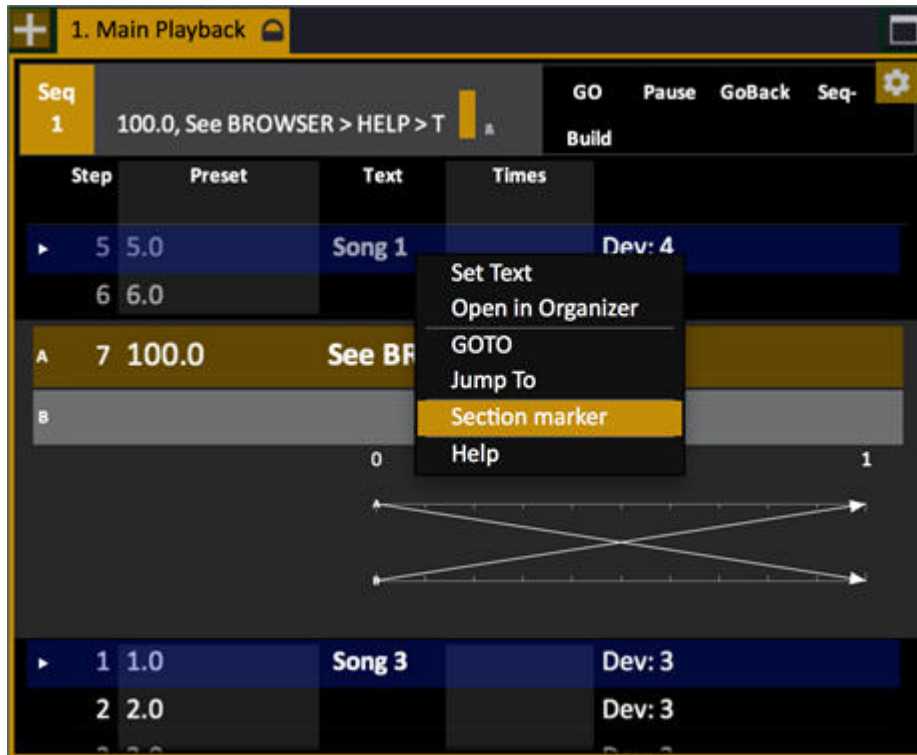 1. Main Playback
Seq 1
100.0, See BROWSER > HELP > T
GO Pause GoBack Seq-
Build
Step Preset Text Times
5 5.0 Song 1 Dev: 4
6 6.0
Set Text
Open in Organizer
GOTO
Jump To
Section marker
Help
A 7 100.0 See BR
B
0 1
A
B
1 1.0 Song 3 Dev: 3
2 2.0 Dev: 3